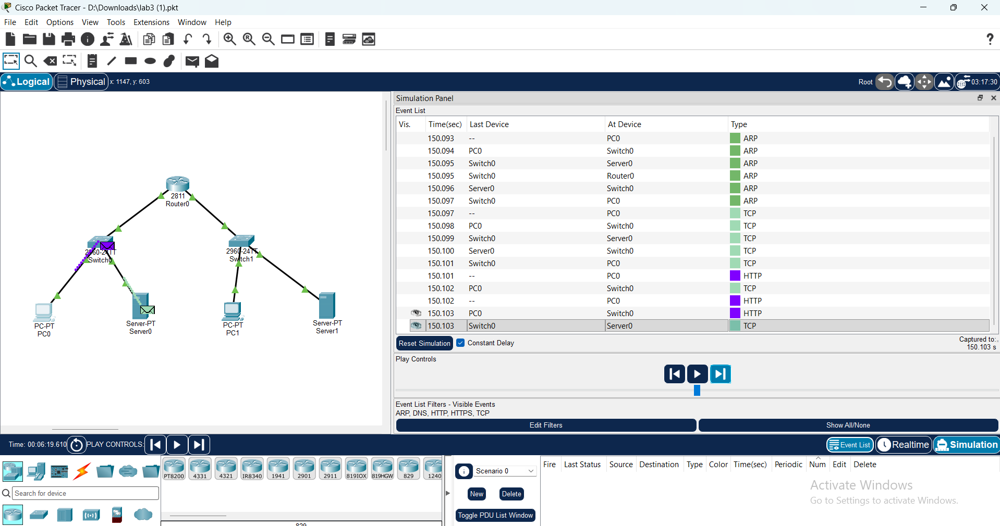 Cisco Packet Tracer - D:\Downloads\lab3 (1).pkt
File Edit Options View Tools Extensions Window Help
Logical Physical x: 1147, y: 603 Root 03:17:30
Simulation Panel
Event List
Vis. Time(sec) Last Device At Device Type
150.093 -- PC0 ARP
150.094 PC0 Switch0 ARP
150.095 Switch0 Server0 ARP
150.095 Switch0 Router0 ARP
150.096 Server0 Switch0 ARP
150.097 Switch0 PC0 ARP
150.097 -- PC0 TCP
150.098 PC0 Switch0 TCP
150.099 Switch0 Server0 TCP
150.100 Server0 Switch0 TCP
150.101 Switch0 PC0 TCP
150.101 -- PC0 HTTP
150.102 PC0 Switch0 TCP
150.102 -- PC0 HTTP
150.103 PC0 Switch0 HTTP
150.103 Switch0 Server0 TCP
Reset Simulation Constant Delay
Captured to:
150.103 s
Play Controls
Event List Filters - Visible Events
ARP, DNS, HTTP, HTTPS, TCP
Edit Filters Show All/None
2811
Router0
2960-24TT
Switch0
2960-24TT
Switch1
PC-PT
PC0
Server-PT
Server0
PC-PT
PC1
Server-PT
Server1
Time: 00:06:19.610 PLAY CONTROLS: Event List Realtime Simulation
PT8200 4331 4321 IR8340 1941 2901 2911 819IOX 819HGW 829 1240
Search for device
829
Scenario 0
New Delete
Toggle PDU List Window
Fire Last Status Source Destination Type Color Time(sec) Periodic Num Edit Delete
Activate Windows
Go to Settings to activate Windows.